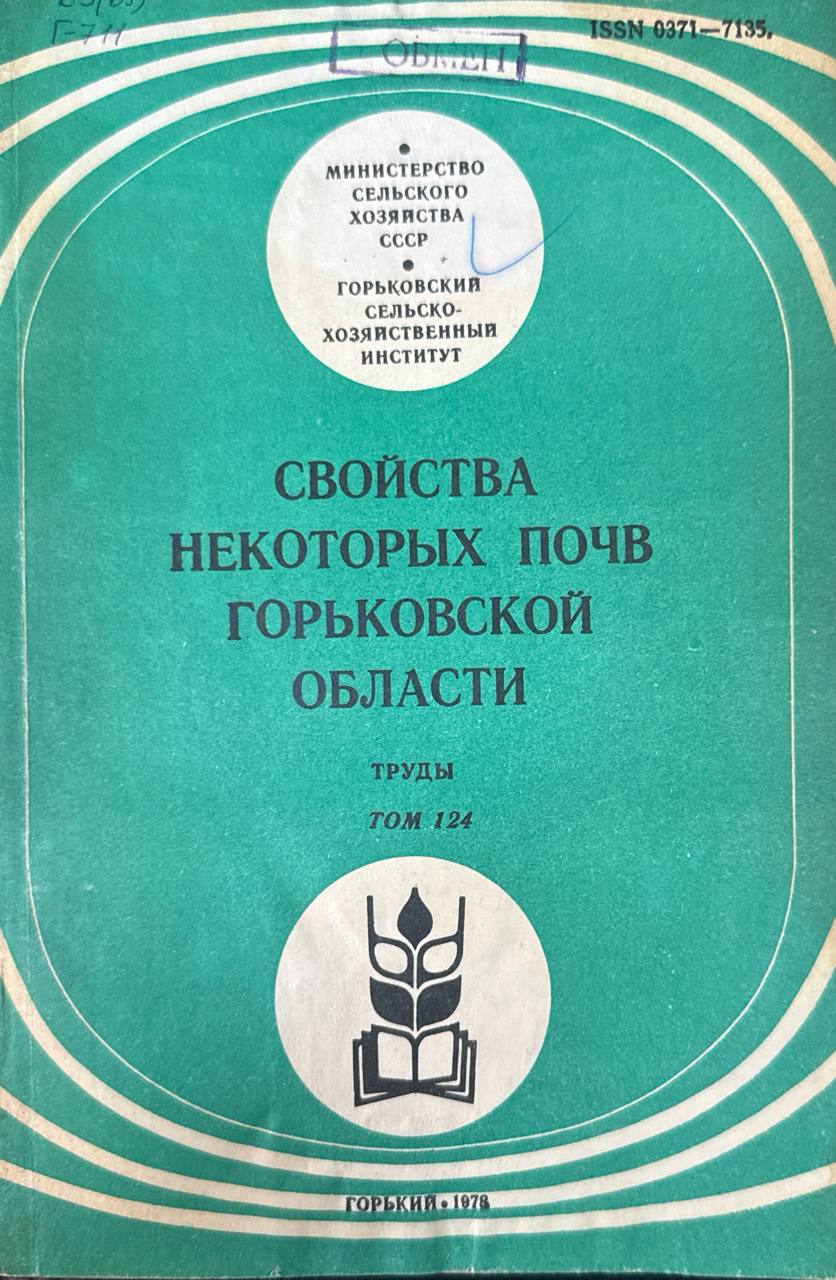 Г-711
ISSN 0371—7135.
ОБМЕН
МИНИСТЕРСТВО
СЕЛЬСКОГО
ХОЗЯЙСТВА
СССР
ГОРЬКОВСКИЙ
СЕЛЬСКО-
ХОЗЯЙСТВЕННЫЙ
ИНСТИТУТ
СВОЙСТВА
НЕКОТОРЫХ ПОЧВ
ГОРЬКОВСКОЙ
ОБЛАСТИ
ТРУДЫ
ТОМ 124
ГОРЬКИЙ • 1978